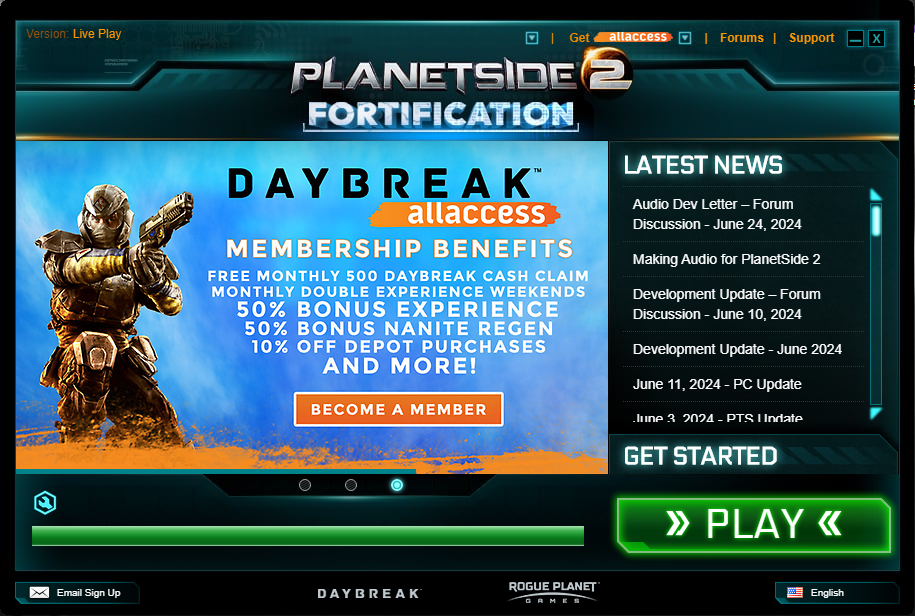 Version: Live Play
| Get allaccess | Forums | Support
X
PLANETSIDE 2
FORTIFICATION
DAYBREAK™
allaccess
MEMBERSHIP BENEFITS
FREE MONTHLY 500 DAYBREAK CASH CLAIM
MONTHLY DOUBLE EXPERIENCE WEEKENDS
50% BONUS EXPERIENCE
50% BONUS NANITE REGEN
10% OFF DEPOT PURCHASES
AND MORE!
BECOME A MEMBER
LATEST NEWS
Audio Dev Letter – Forum
Discussion - June 24, 2024
Making Audio for PlanetSide 2
Development Update – Forum
Discussion - June 10, 2024
Development Update - June 2024
June 11, 2024 - PC Update
June 3, 2024 - PTS Update
GET STARTED
» PLAY «
Email Sign Up
DAYBREAK
ROGUE PLANET
GAMES
English